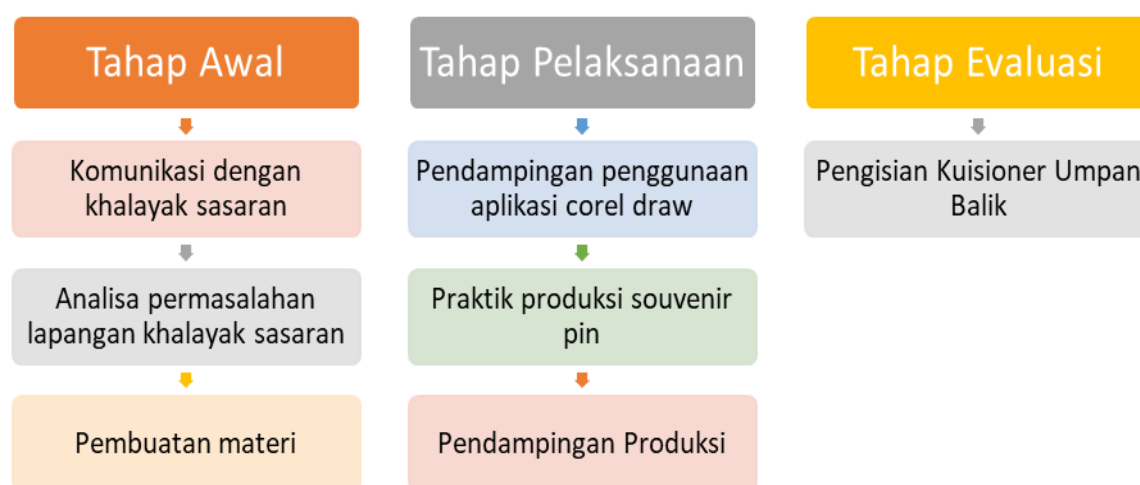 Tahap Awal
Komunikasi dengan
khalayak sasaran
Analisa permasalahan
lapangan khalayak sasaran
Pembuatan materi
Tahap Pelaksanaan
Pendampingan penggunaan
aplikasi corel draw
Praktik produksi souvenir
pin
Pendampingan Produksi
Tahap Evaluasi
Pengisian Kuisioner Umpan
Balik